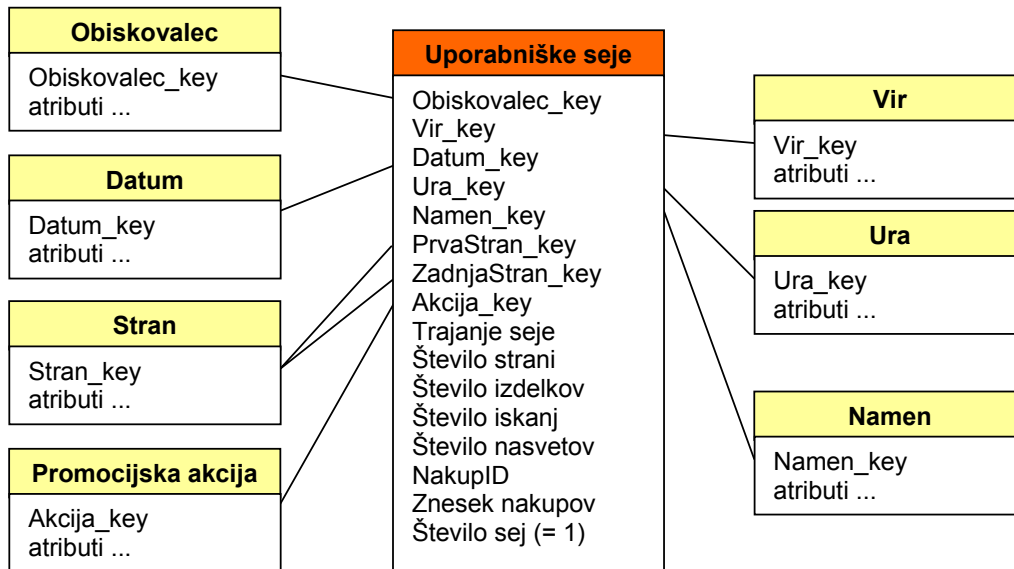 Obiskovalec
Obiskovalec_key
atributi ...
Datum
Datum_key
atributi ...
Stran
Stran_key
atributi ...
Promocijska akcija
Akcija_key
atributi ...
Uporabniške seje
Obiskovalec_key
Vir_key
Datum_key
Ura_key
Namen_key
PrvaStran_key
ZadnjaStran_key
Akcija_key
Trajanje seje
Število strani
Število izdelkov
Število iskanj
Število nasvetov
NakupID
Znesek nakupov
Število sej (= 1)
Vir
Vir_key
atributi ...
Ura
Ura_key
atributi ...
Namen
Namen_key
atributi ...